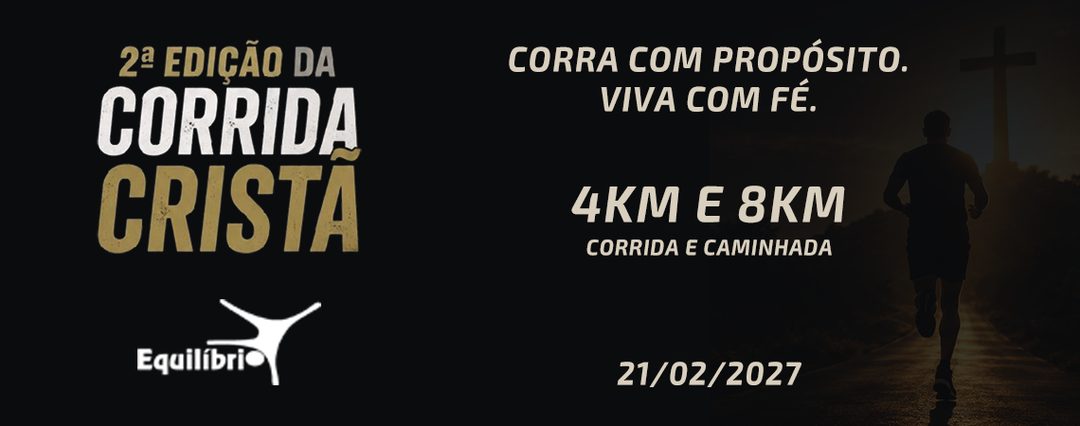 2ª EDIÇÃO DA
CORRIDA
CRISTÃ
Equilíbrio
CORRA COM PROPÓSITO.
VIVA COM FÉ.
4KM E 8KM
CORRIDA E CAMINHADA
21/02/2027